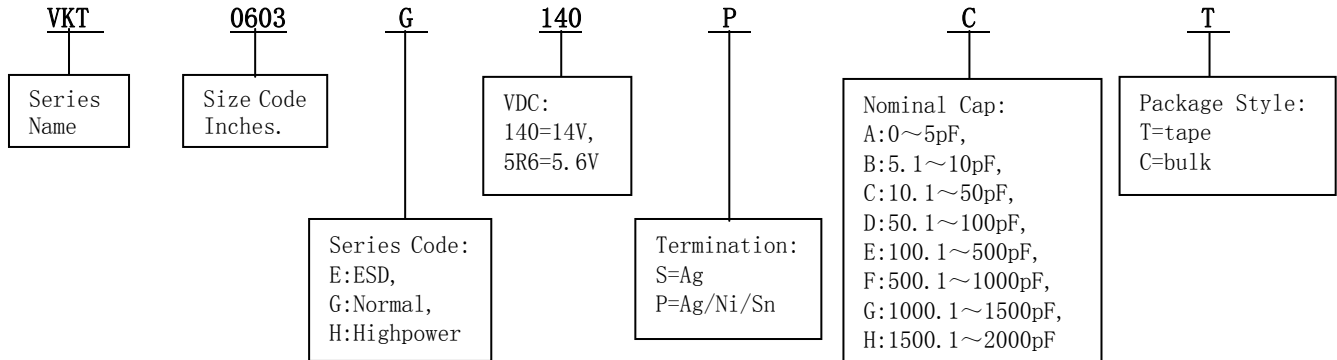 VKT 0603 G 140 P C T
Series
Name
Size Code
Inches.
VDC:
140=14V,
5R6=5.6V
Nominal Cap:
A:0～5pF,
B:5.1～10pF,
C:10.1～50pF,
D:50.1～100pF,
E:100.1～500pF,
F:500.1～1000pF,
G:1000.1～1500pF,
H:1500.1～2000pF
Package Style:
T=tape
C=bulk
Series Code:
E:ESD,
G:Normal,
H:Highpower
Termination:
S=Ag
P=Ag/Ni/Sn